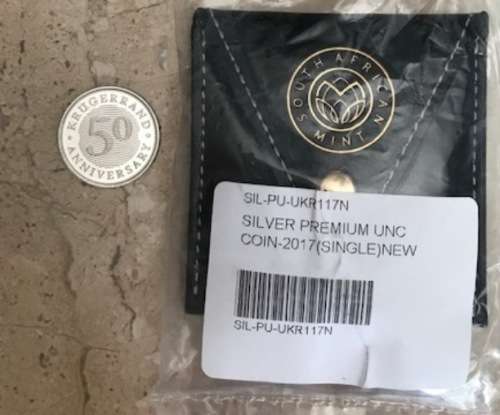 KRUGERRAND
50
ANNIVERSARY
SOUTH AFRICAN
MINT
SIL-PU-UKR117N
SILVER PREMIUM UNC
COIN-2017(SINGLE)NEW
SIL-PU-UKR117N